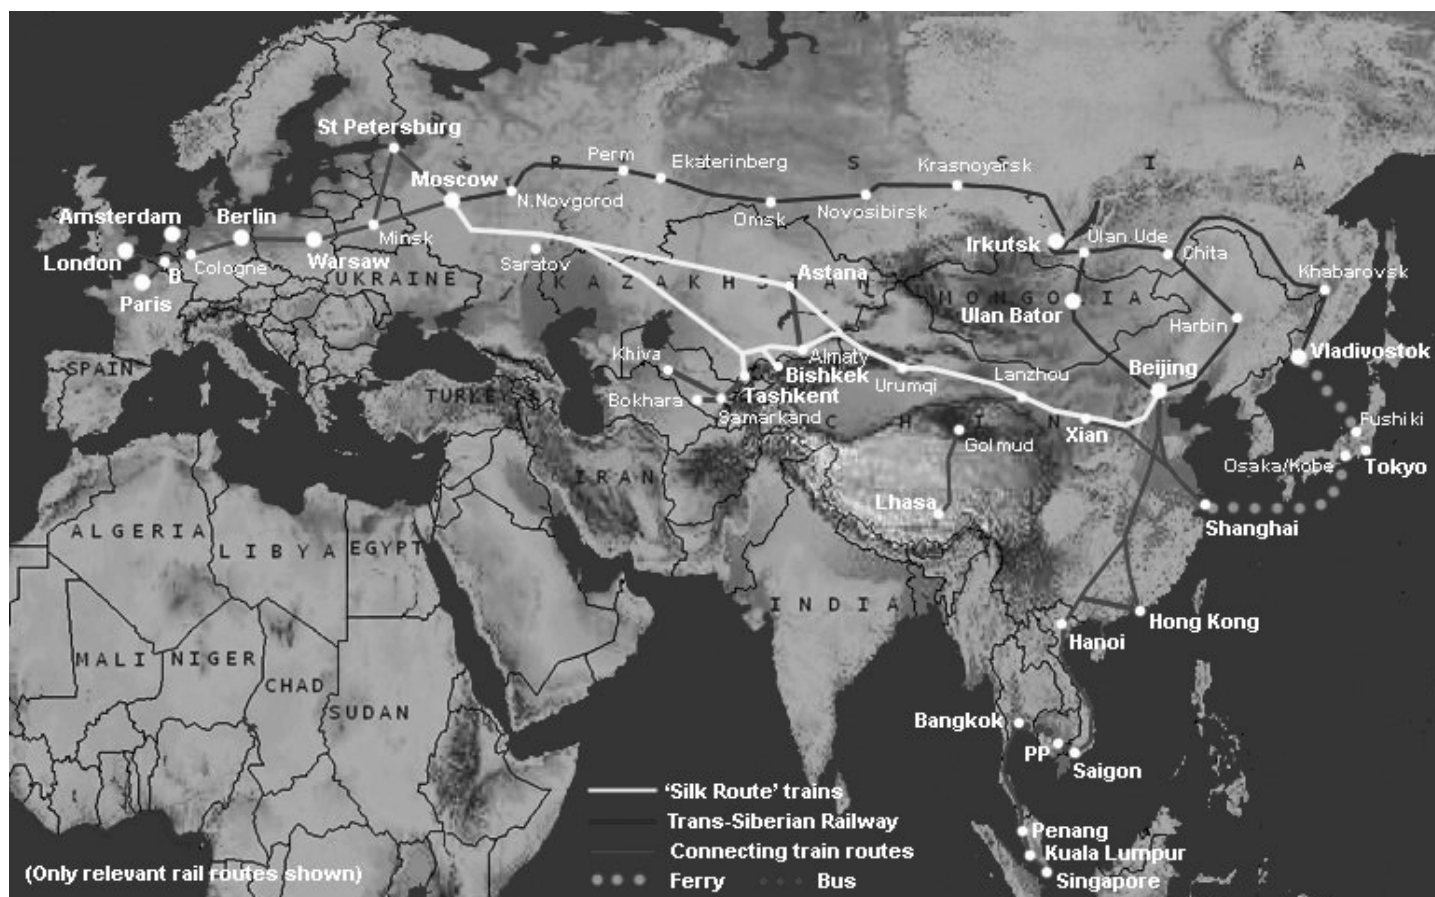 St Petersburg
Perm
Ekaterinberg
R U S S I A
Krasnoyarsk
Moscow
N.Novgorod
Omsk
Novosibirsk
Amsterdam
Berlin
Minsk
Irkutsk
Ulan Ude
Chita
London
B
Cologne
Warsaw
Saratov
Astana
Khabarovsk
Paris
UKRAINE
KAZAKHSTAN
MONGOLIA
Ulan Bator
Harbin
Khiva
Almaty
Vladivostok
SPAIN
Bishkek
Urumqi
Lanzhou
Beijing
TURKEY
Bokhara
Tashkent
Samarkand
C H I N
Xian
Fushiki
Golmud
Osaka/Kobe
Tokyo
IRAN
Lhasa
Shanghai
ALGERIA
LIBYA
EGYPT
INDIA
Hong Kong
Hanoi
MALI
NIGER
CHAD
SUDAN
Bangkok
PP
Saigon
‘Silk Route’ trains
Trans-Siberian Railway
Connecting train routes
Ferry
Bus
Penang
Kuala Lumpur
Singapore
(Only relevant rail routes shown)